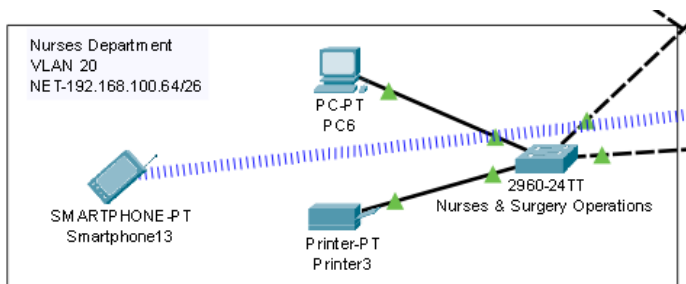 Nurses Department
VLAN 20
NET-192.168.100.64/26
PC-PT
PC6
2960-24TT
Nurses & Surgery Operations
SMARTPHONE-PT
Smartphone13
Printer-PT
Printer3